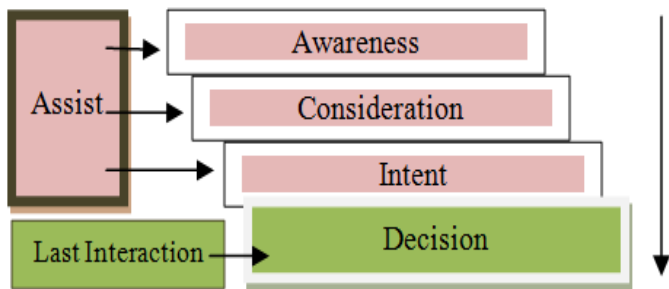 Awareness
Assist
Consideration
Intent
Last Interaction
Decision